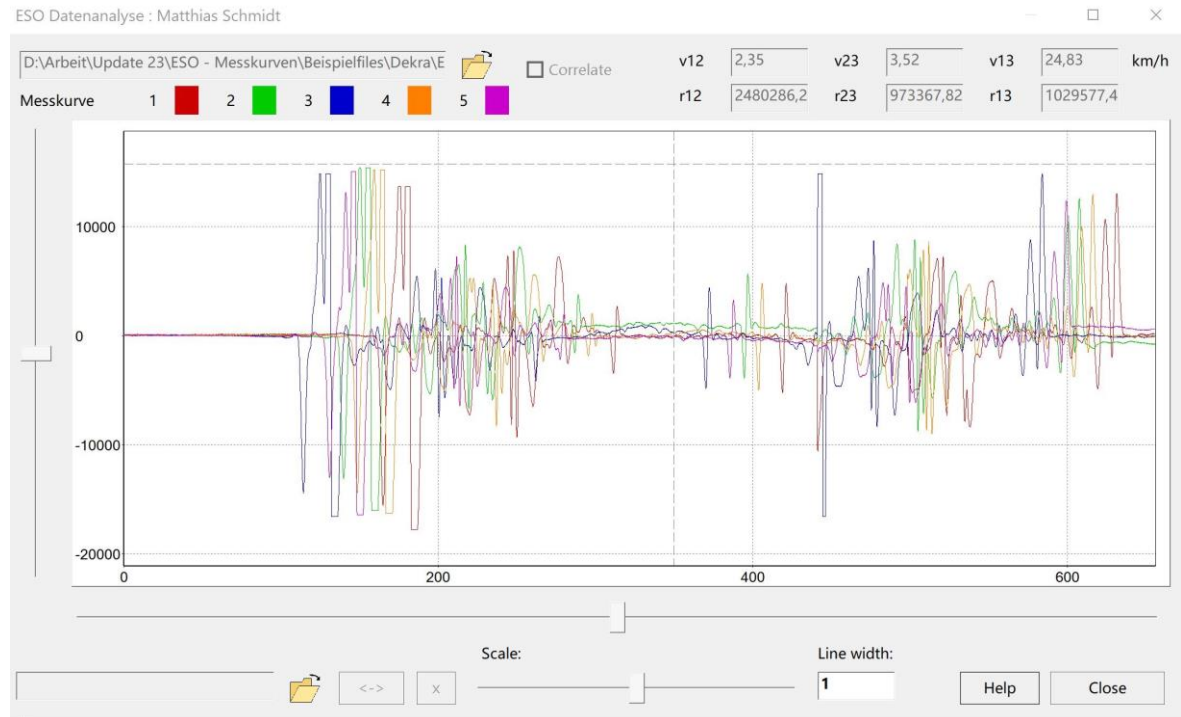 ESO Datenanalyse : Matthias Schmidt
D:\Arbeit\Update 23\ESO - Messkurven\Beispielfiles\Dekra\E
Correlate
v12 2,35 v23 3,52 v13 24,83 km/h
Messkurve 1 2 3 4 5
r12 2480286,2 r23 973367,82 r13 1029577,4
10000
0
-10000
-20000
0 200 400 600
Scale:
Line width:
<-> x
1
Help
Close